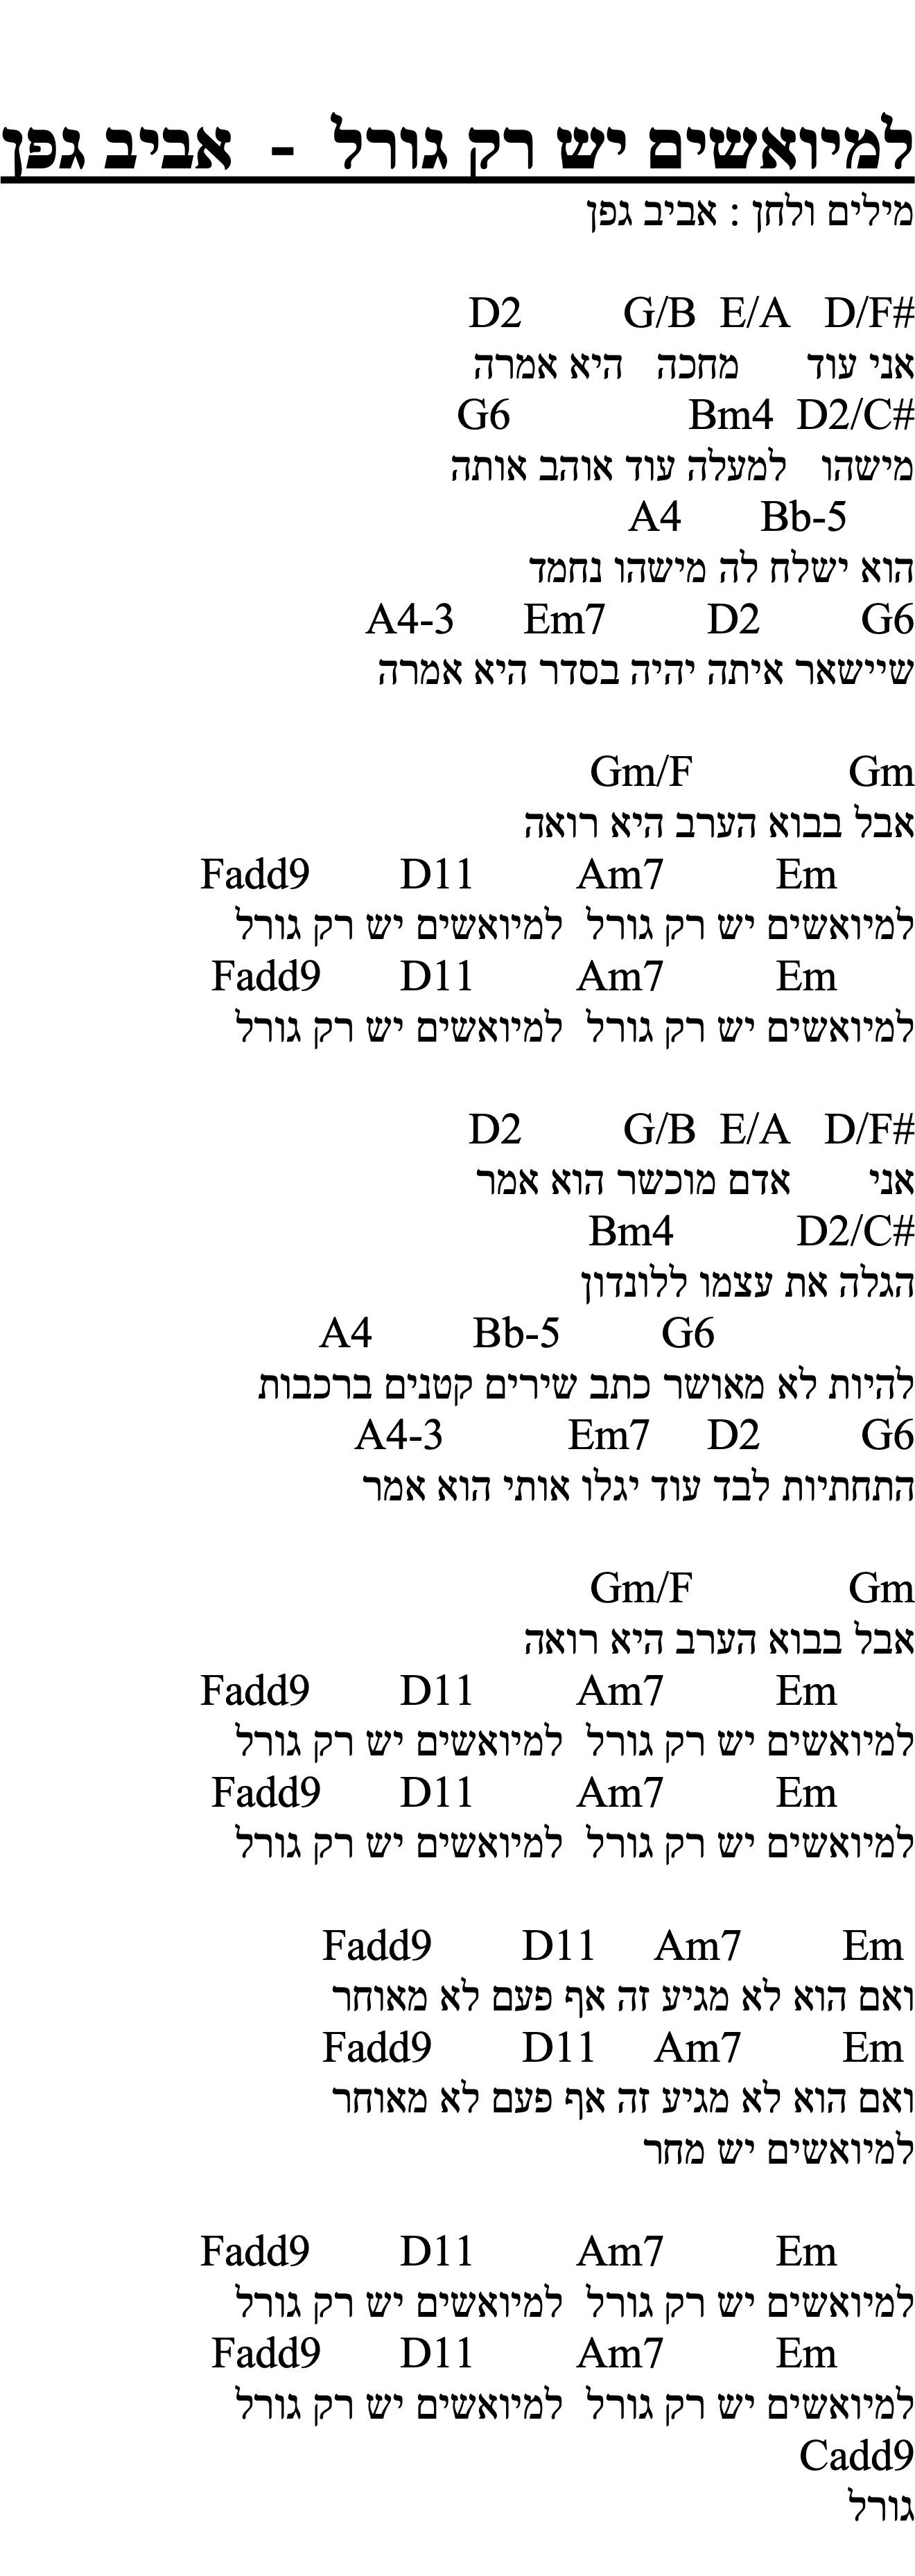 למיואשים יש רק גורל - אביב גפן
מילים ולחן : אביב גפן
D/F# E/A G/B D2
אני עוד מחכה היא אמרה
D2/C# Bm4 G6
מישהו למעלה עוד אוהב אותה
Bb-5 A4
הוא ישלח לה מישהו נחמד
G6 D2 Em7 A4-3
שיישאר איתה יהיה בסדר היא אמרה
Gm Gm/F
אבל בבוא הערב היא רואה
Em Am7 D11 Fadd9
למיואשים יש רק גורל למיואשים יש רק גורל
Em Am7 D11 Fadd9
למיואשים יש רק גורל למיואשים יש רק גורל
D/F# E/A G/B D2
אני אדם מוכשר הוא אמר
D2/C# Bm4
הגלה את עצמו ללונדון
G6 Bb-5 A4
להיות לא מאושר כתב שירים קטנים ברכבות
G6 D2 Em7 A4-3
התחתיות לבד עוד יגלו אותי הוא אמר
Gm Gm/F
אבל בבוא הערב היא רואה
Em Am7 D11 Fadd9
למיואשים יש רק גורל למיואשים יש רק גורל
Em Am7 D11 Fadd9
למיואשים יש רק גורל למיואשים יש רק גורל
Em Am7 D11 Fadd9
ואם הוא לא מגיע זה אף פעם לא מאוחר
Em Am7 D11 Fadd9
ואם הוא לא מגיע זה אף פעם לא מאוחר
למיואשים יש מחר
Em Am7 D11 Fadd9
למיואשים יש רק גורל למיואשים יש רק גורל
Em Am7 D11 Fadd9
למיואשים יש רק גורל למיואשים יש רק גורל
Cadd9
גורל